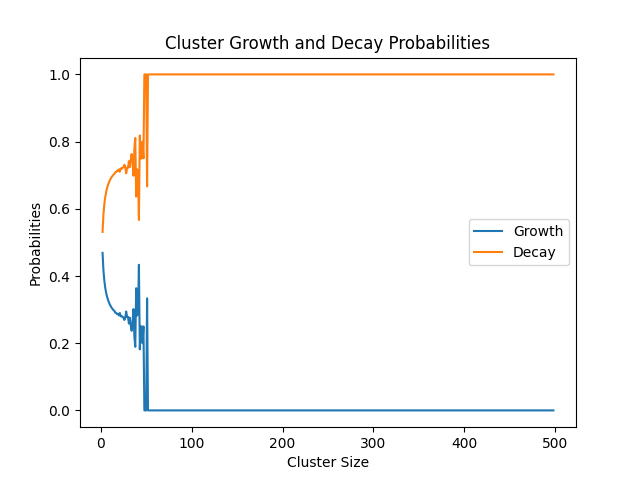 Cluster Growth and Decay Probabilities
1.0
0.8
0.6
0.4
0.2
0.0
Probabilities
Growth
Decay
0 100 200 300 400 500
Cluster Size